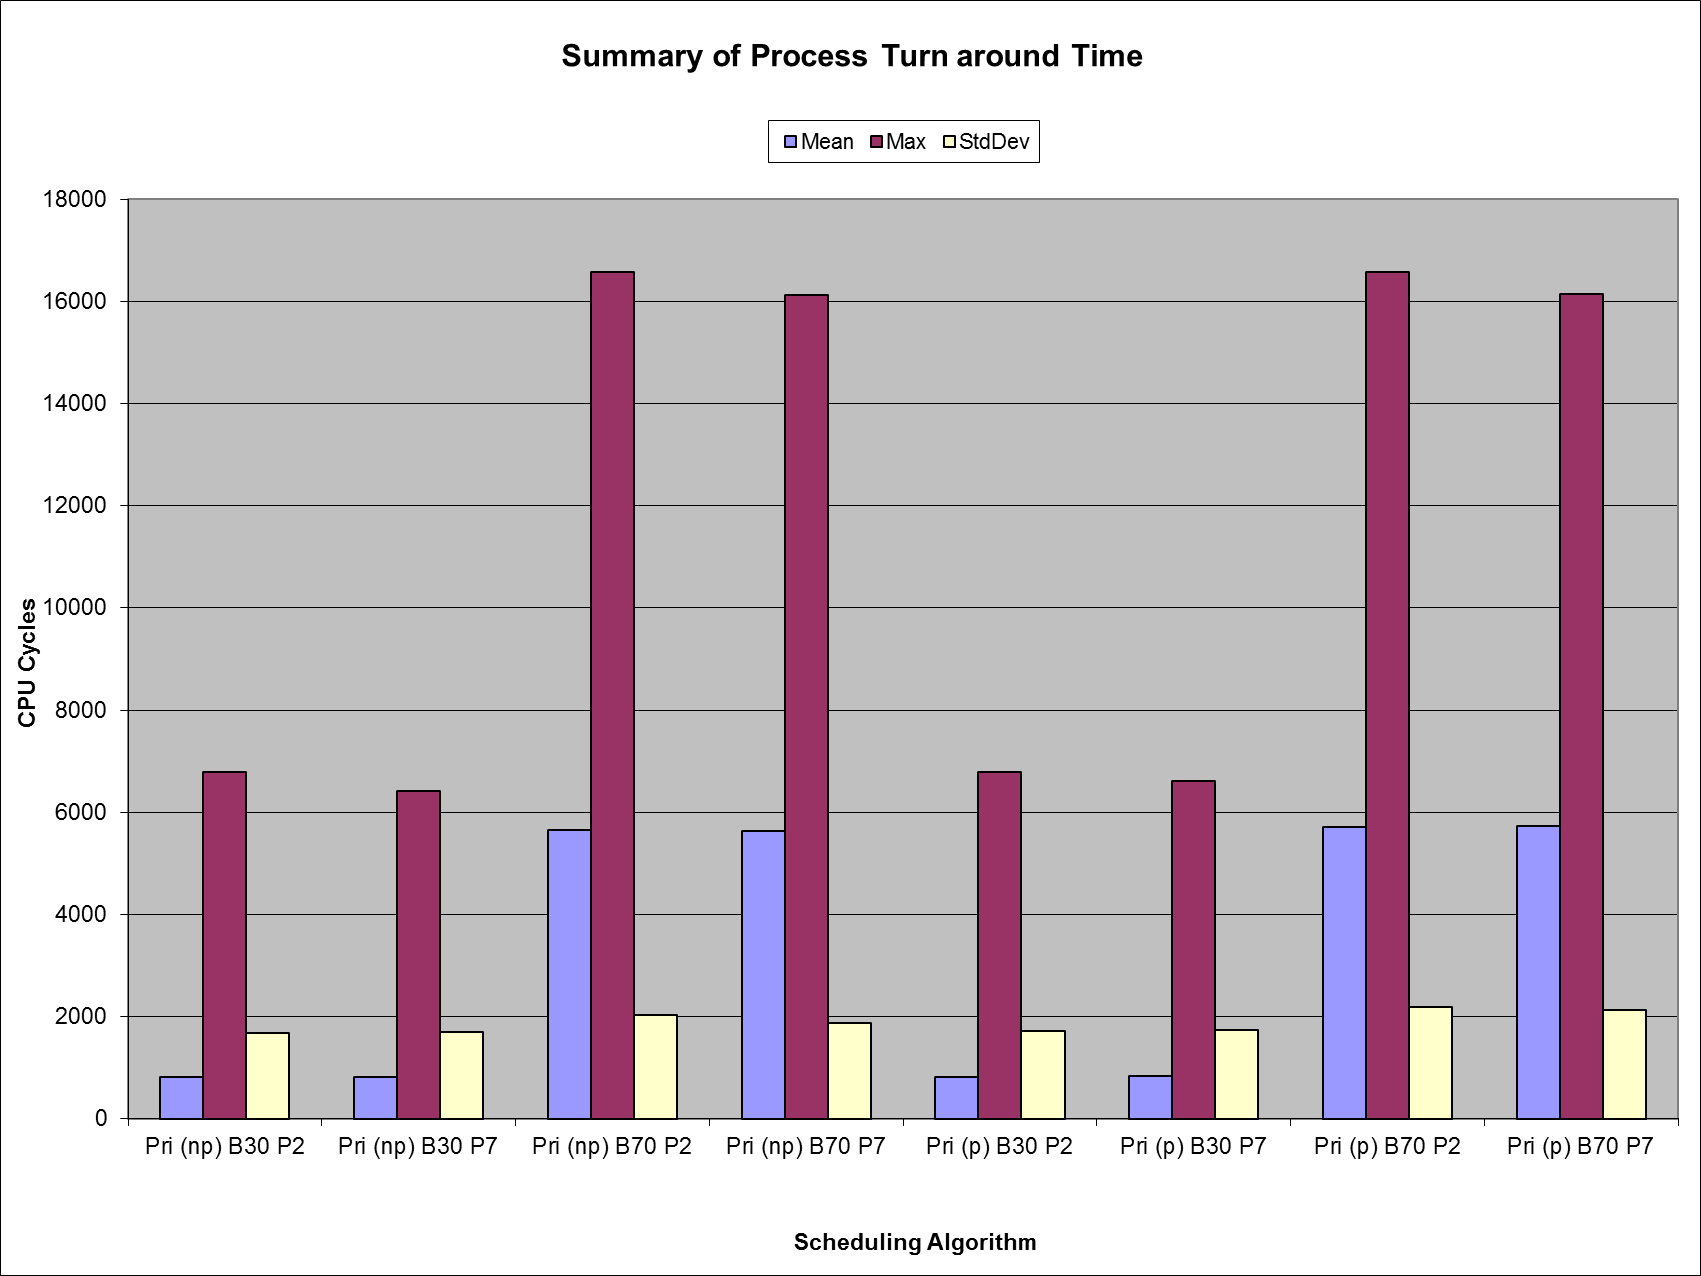 Summary of Process Turn around Time
Mean Max StdDev
18000
16000
14000
12000
10000
8000
6000
4000
2000
0
CPU Cycles
Pri (np) B30 P2 Pri (np) B30 P7 Pri (np) B70 P2 Pri (np) B70 P7 Pri (p) B30 P2 Pri (p) B30 P7 Pri (p) B70 P2 Pri (p) B70 P7
Scheduling Algorithm